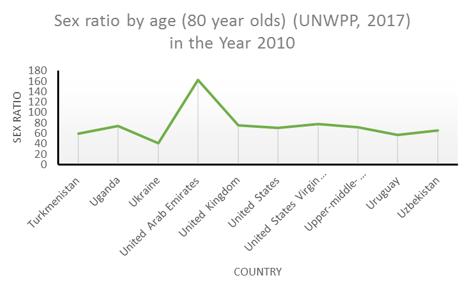 Sex ratio by age (80 year olds) (UNWPP, 2017)
in the Year 2010
SEX RATIO
180
160
140
120
100
80
60
40
20
0
Turkmenistan
Uganda
Ukraine
United Arab Emirates
United Kingdom
United States
United States Virgin...
Upper-middle-...
Uruguay
Uzbekistan
COUNTRY